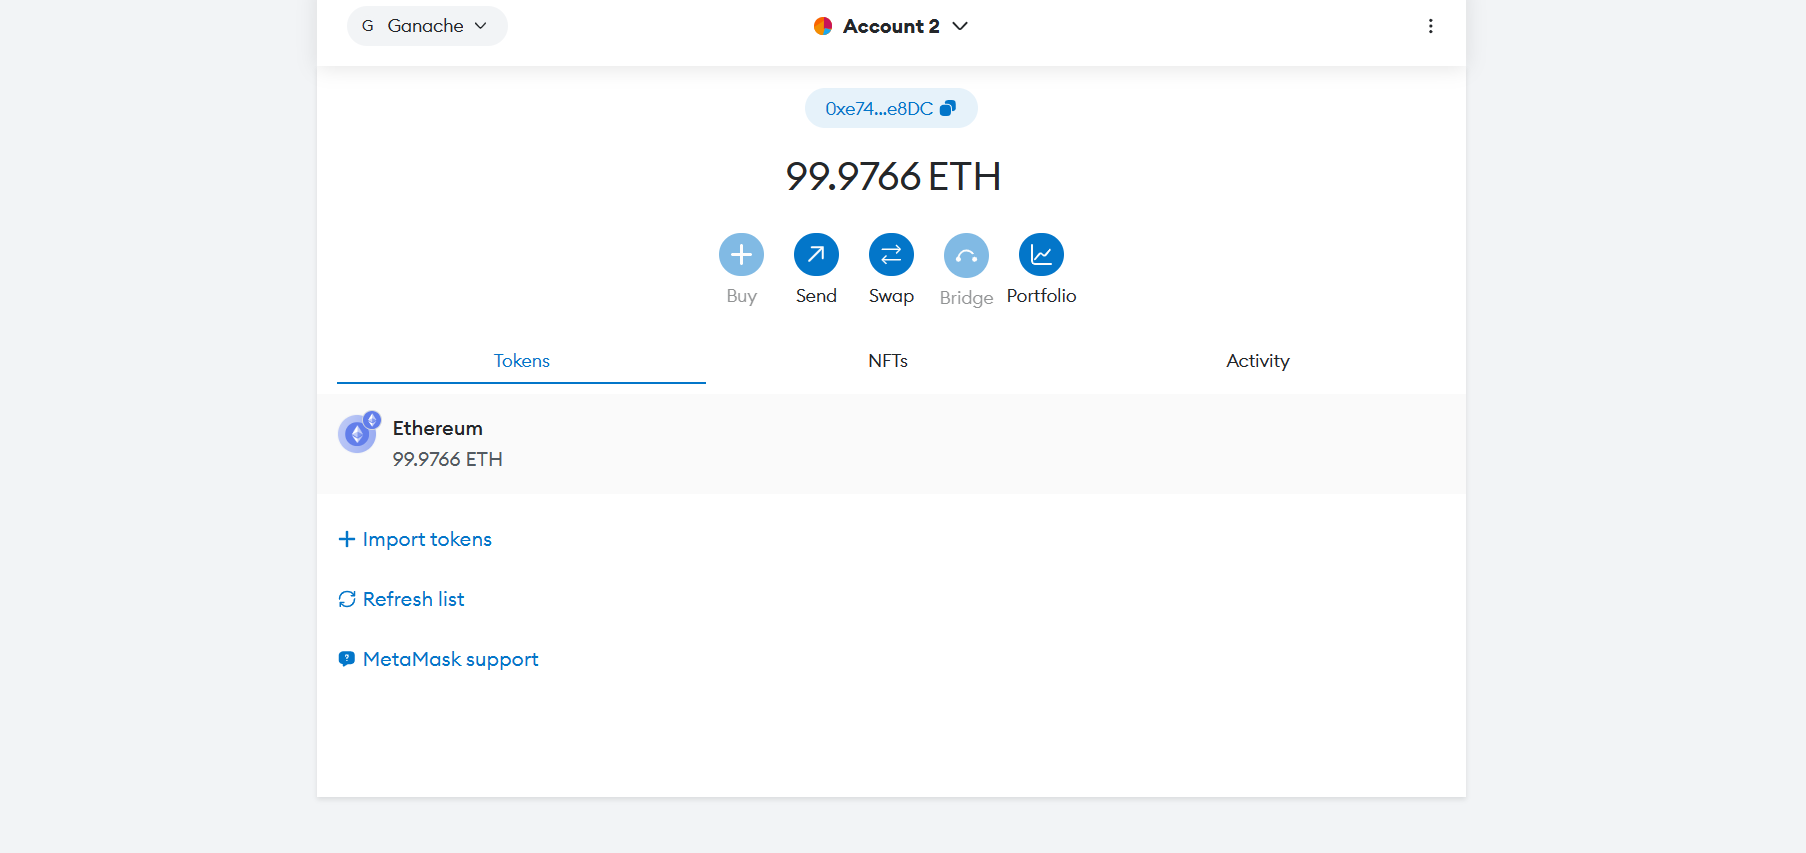 G Ganache
Account 2
0xe74...e8DC
99.9766 ETH
Buy
Send
Swap
Bridge
Portfolio
Tokens
NFTs
Activity
Ethereum
99.9766 ETH
Import tokens
Refresh list
MetaMask support